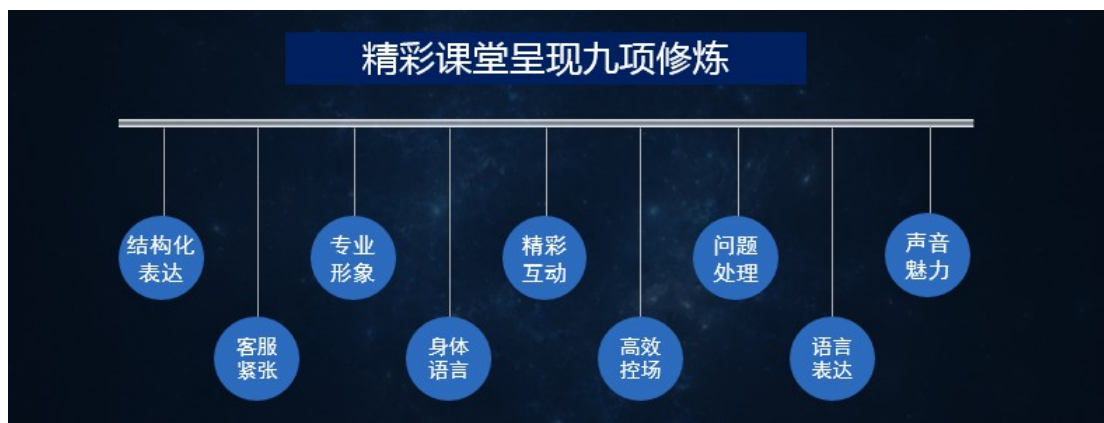 精彩课堂呈现九项修炼
结构化
表达
客服
紧张
专业
形象
身体
语言
精彩
互动
高效
控场
问题
处理
语言
表达
声音
魅力